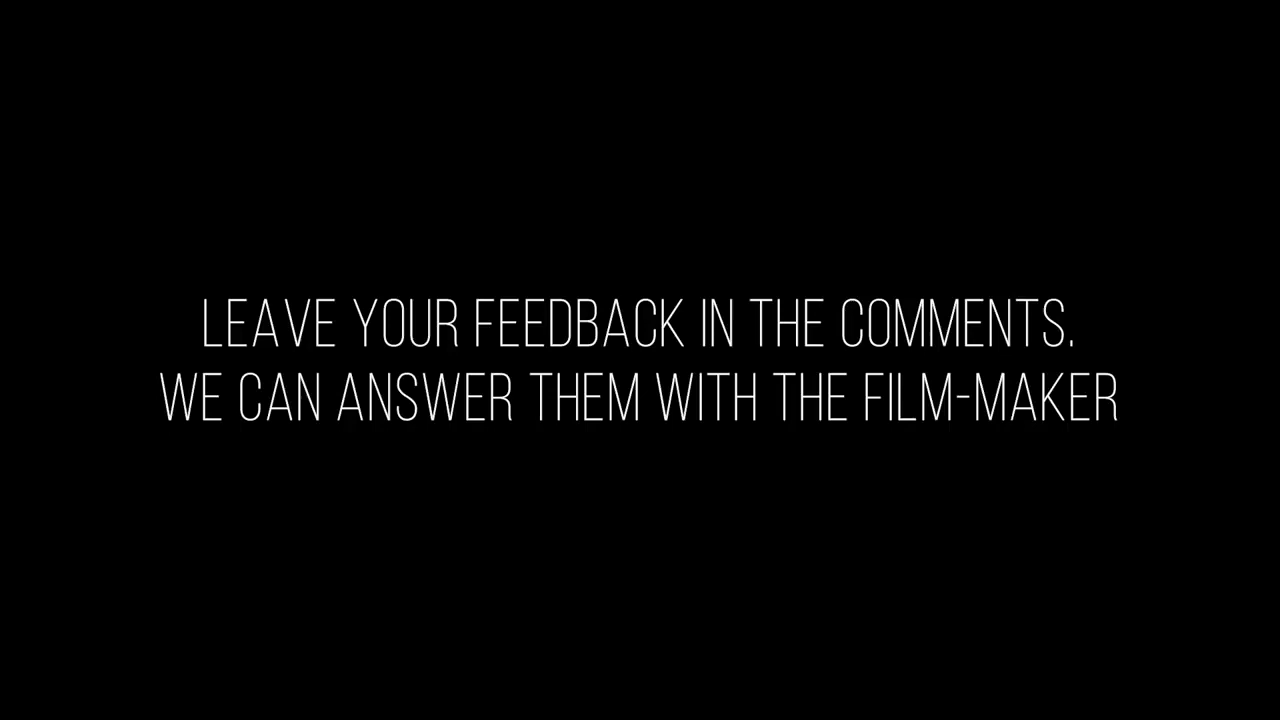 LEAVE YOUR FEEDBACK IN THE COMMENTS.
WE CAN ANSWER THEM WITH THE FILM-MAKER